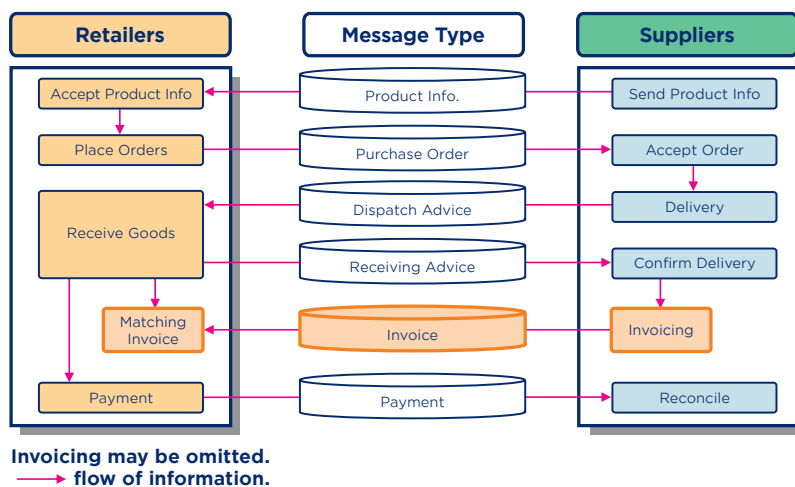 Retailers
Message Type
Suppliers
Accept Product Info
Product Info.
Send Product Info
Place Orders
Purchase Order
Accept Order
Receive Goods
Dispatch Advice
Delivery
Receiving Advice
Confirm Delivery
Matching
Invoice
Invoice
Invoicing
Payment
Payment
Reconcile
Invoicing may be omitted.
flow of information.